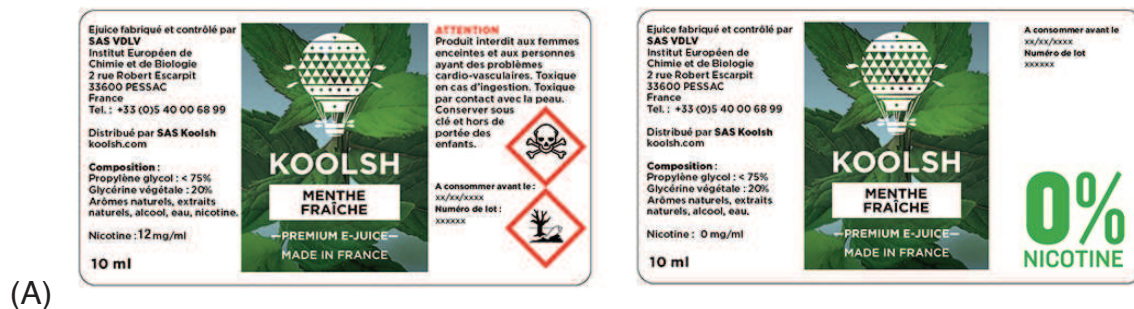 Ejuice fabriqué et contrôlé par
SAS VDLV
Institut Européen de
Chimie et de Biologie
2 rue Robert Escarpit
33600 PESSAC
France
Tel. : +33 (0)5 40 00 68 99
Distribué par SAS Koolsh
koolsh.com
Composition :
Propylène glycol : < 75%
Glycérine végétale : 20%
Arômes naturels, extraits
naturels, alcool, eau, nicotine.
Nicotine : 12 mg/ml
10 ml
KOOLSH
MENTHE
FRAÎCHE
—PREMIUM E-JUICE—
MADE IN FRANCE
ATTENTION
Produit interdit aux femmes
enceintes et aux personnes
ayant des problèmes
cardio-vasculaires. Toxique
en cas d'ingestion. Toxique
par contact avec la peau.
Conserver sous
clé et hors de
portée des
enfants.
A consommer avant le :
xx/xx/xxxx
Numéro de lot :
xxxxxx
Ejuice fabriqué et contrôlé par
SAS VDLV
Institut Européen de
Chimie et de Biologie
2 rue Robert Escarpit
33600 PESSAC
France
Tel. : +33 (0)5 40 00 68 99
Distribué par SAS Koolsh
koolsh.com
Composition :
Propylène glycol : < 75%
Glycérine végétale : 20%
Arômes naturels, extraits
naturels, alcool, eau.
Nicotine : 0 mg/ml
10 ml
KOOLSH
MENTHE
FRAÎCHE
—PREMIUM E-JUICE—
MADE IN FRANCE
A consommer avant le
xx/xx/xxxx
Numéro de lot
xxxxxx
0%
NICOTINE
(A)